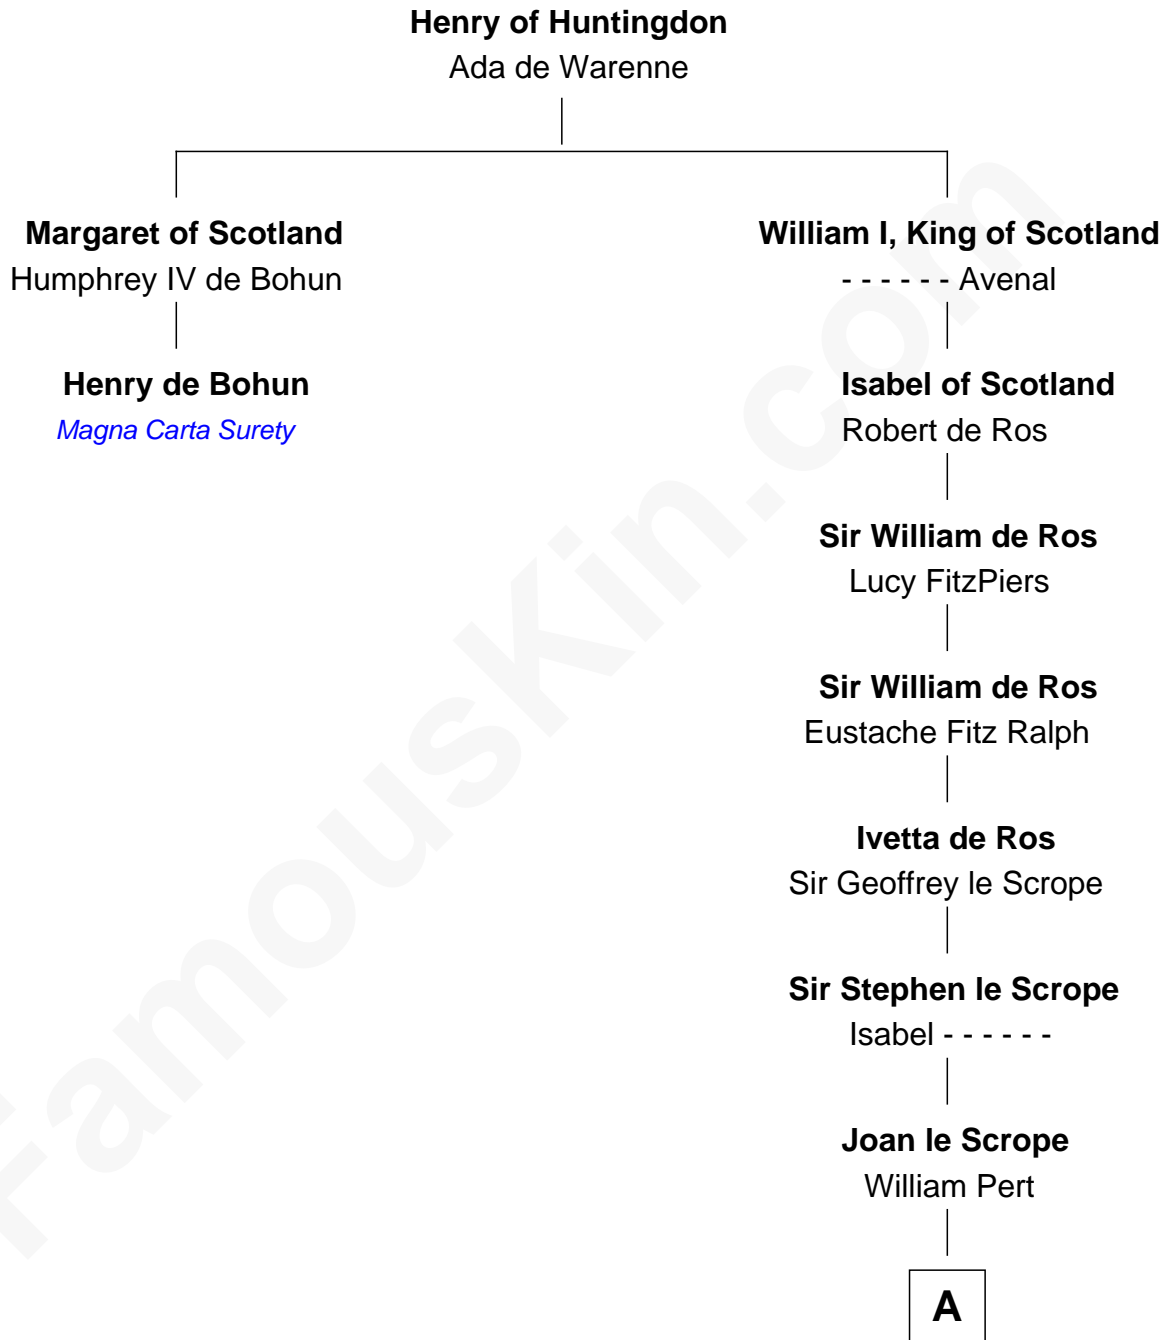 Henry of Huntingdon
Ada de Warenne
Margaret of Scotland
Humphrey IV de Bohun
Henry de Bohun
Magna Carta Surety
William I, King of Scotland
- - - - - - Avenal
Isabel of Scotland
Robert de Ros
Sir William de Ros
Lucy FitzPiers
Sir William de Ros
Eustache Fitz Ralph
Ivetta de Ros
Sir Geoffrey le Scrope
Sir Stephen le Scrope
Isabel - - - - - -
Joan le Scrope
William Pert
A
FamousKin.com